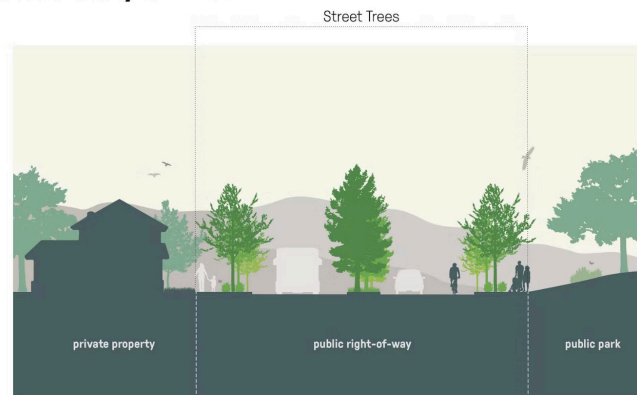 Street Trees
private property
public right-of-way
public park